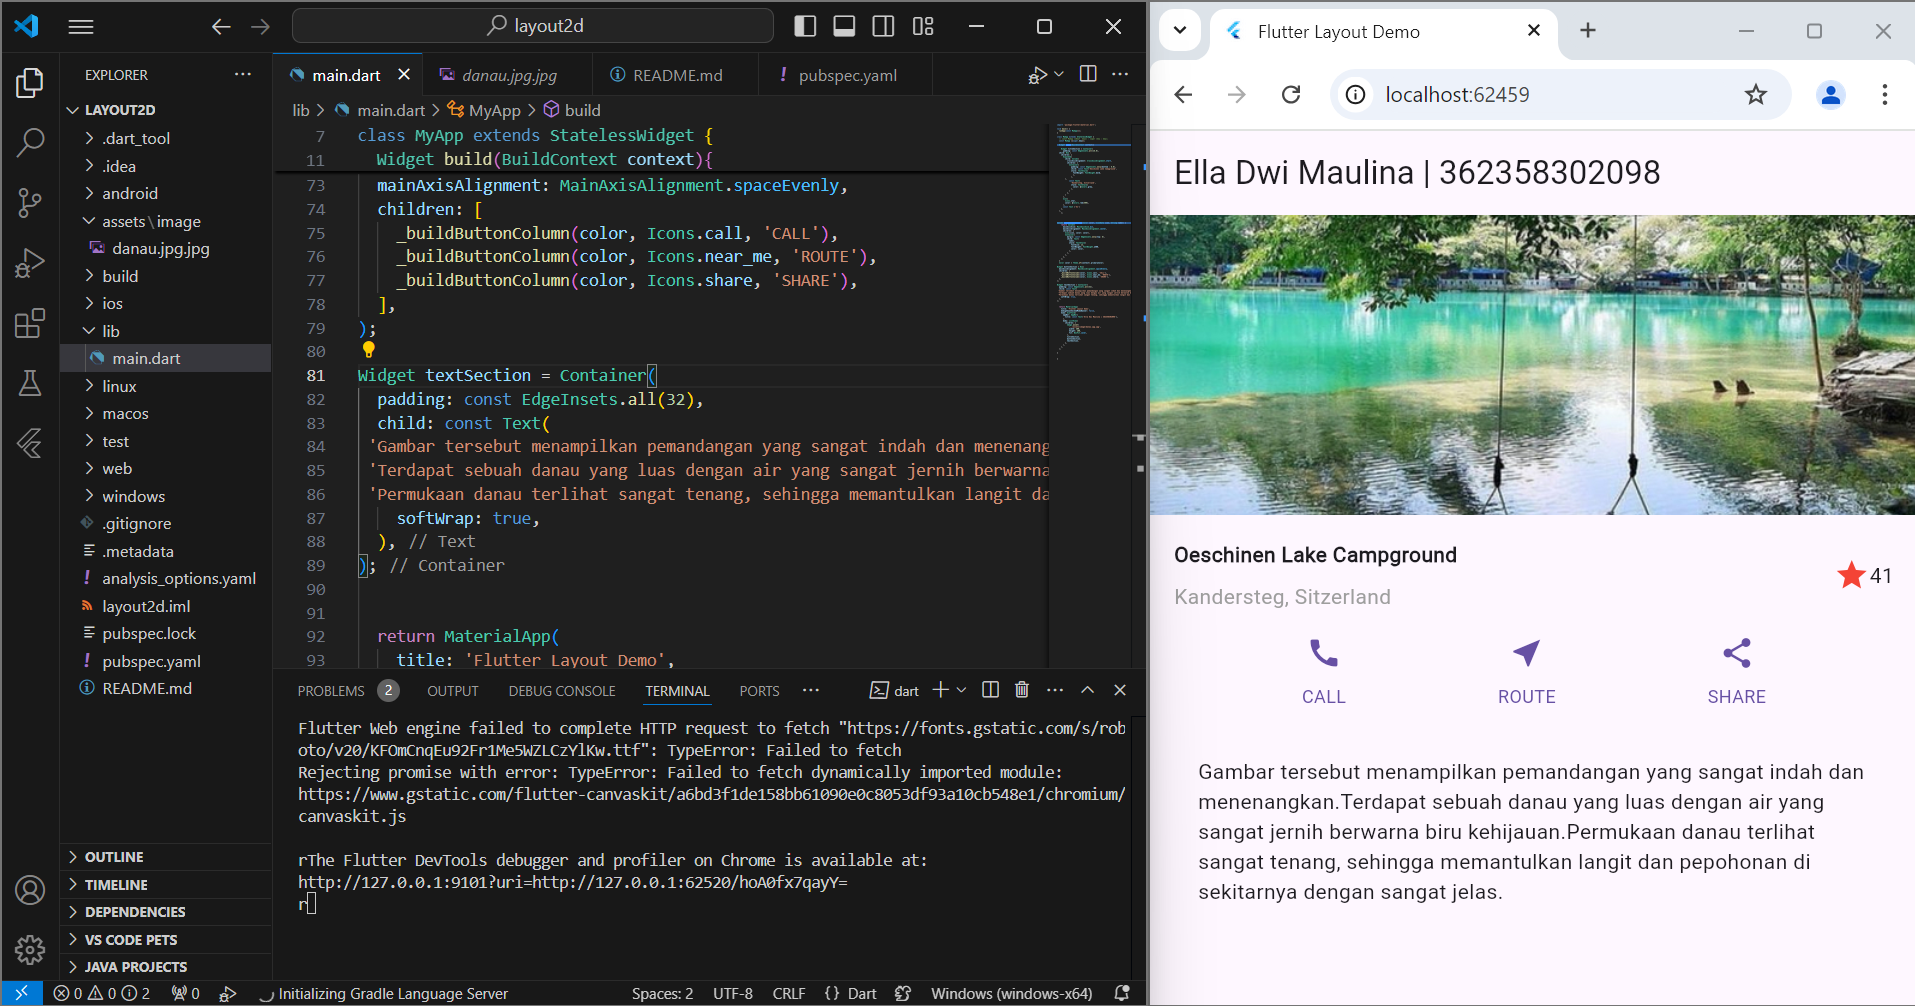 layout2d
EXPLORER
LAYOUT2D
.dart_tool
.idea
android
assets\image
danau.jpg.jpg
build
ios
lib
main.dart
linux
macos
test
web
windows
.gitignore
.metadata
analysis_options.yaml
layout2d.iml
pubspec.lock
pubspec.yaml
README.md
OUTLINE
TIMELINE
DEPENDENCIES
VS CODE PETS
JAVA PROJECTS
main.dart danau.jpg.jpg README.md pubspec.yaml
lib > main.dart > MyApp > build
7 class MyApp extends StatelessWidget {
11 Widget build(BuildContext context){
73 mainAxisAlignment: MainAxisAlignment.spaceEvenly,
74 children: [
75 _buildButtonColumn(color, Icons.call, 'CALL'),
76 _buildButtonColumn(color, Icons.near_me, 'ROUTE'),
77 _buildButtonColumn(color, Icons.share, 'SHARE'),
78 ],
79 );
80
81 Widget textSection = Container(
82 padding: const EdgeInsets.all(32),
83 child: const Text(
84 'Gambar tersebut menampilkan pemandangan yang sangat indah dan menenang
85 'Terdapat sebuah danau yang luas dengan air yang sangat jernih berwarna
86 'Permukaan danau terlihat sangat tenang, sehingga memantulkan langit da
87 softWrap: true,
88 ), // Text
89 ); // Container
90
91
92 return MaterialApp(
93 title: 'Flutter Layout Demo',
PROBLEMS 2 OUTPUT DEBUG CONSOLE TERMINAL PORTS dart
Flutter Web engine failed to complete HTTP request to fetch "https://fonts.gstatic.com/s/rob
oto/v20/KFOmCnqEu92Fr1Me5WZLCzYlKw.ttf": TypeError: Failed to fetch
Rejecting promise with error: TypeError: Failed to fetch dynamically imported module:
https://www.gstatic.com/flutter-canvaskit/a6bd3f1de158bb61090e0c8053df93a10cb548e1/chromium/
canvaskit.js
rThe Flutter DevTools debugger and profiler on Chrome is available at:
http://127.0.0.1:9101?uri=http://127.0.0.1:62520/hoA0fx7qayY=
r
0 0 2 0 Initializing Gradle Language Server Spaces: 2 UTF-8 CRLF {} Dart Windows (windows-x64)
Flutter Layout Demo
localhost:62459
Ella Dwi Maulina | 362358302098
Oeschinen Lake Campground
Kandersteg, Sitzerland
41
CALL ROUTE SHARE
Gambar tersebut menampilkan pemandangan yang sangat indah dan
menenangkan.Terdapat sebuah danau yang luas dengan air yang
sangat jernih berwarna biru kehijauan.Permukaan danau terlihat
sangat tenang, sehingga memantulkan langit dan pepohonan di
sekitarnya dengan sangat jelas.